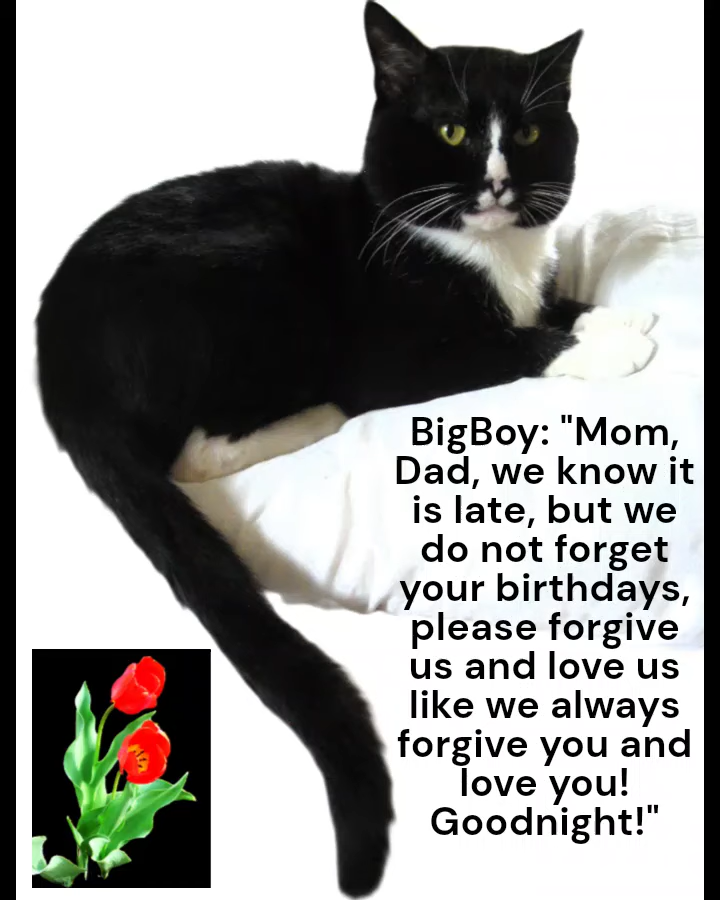 BigBoy: "Mom,
Dad, we know it
is late, but we
do not forget
your birthdays,
please forgive
us and love us
like we always
forgive you and
love you!
Goodnight!"